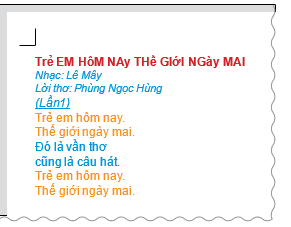 Trẻ EM HôM NAy THế GIớI NGày MAI
Nhạc: Lê Mây
Lời thơ: Phùng Ngọc Hùng
(Lần1)
Trẻ em hôm nay.
Thế giới ngày mai.
Đó là vần thơ
cũng là câu hát.
Trẻ em hôm nay.
Thế giới ngày mai.